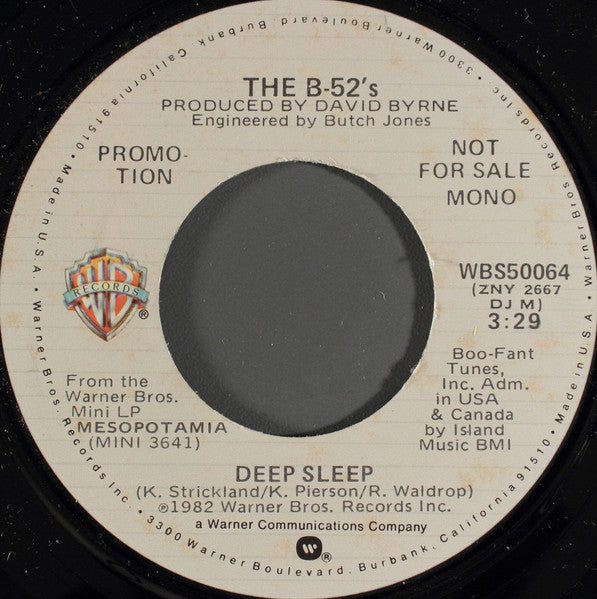 3300 Warner Boulevard, Burbank, California 91510 • Made in U.S.A. • Warner Bros. Records Inc. • 3300 Warner Boulevard, Burbank, California 91510 • Made in U.S.A. • Warner Bros Records Inc. •
THE B-52's
PRODUCED BY DAVID BYRNE
Engineered by Butch Jones
PROMO-
TION
NOT
FOR SALE
MONO
WB
RECORDS
®
WBS50064
(ZNY 2667
DJ M)
3:29
From the
Warner Bros.
Mini LP
MESOPOTAMIA
(MINI 3641)
Boo-Fant
Tunes,
Inc. Adm.
in USA
& Canada
by Island
Music BMI
DEEP SLEEP
(K. Strickland/K. Pierson/R. Waldrop)
℗1982 Warner Bros. Records Inc.
a Warner Communications Company
W
®